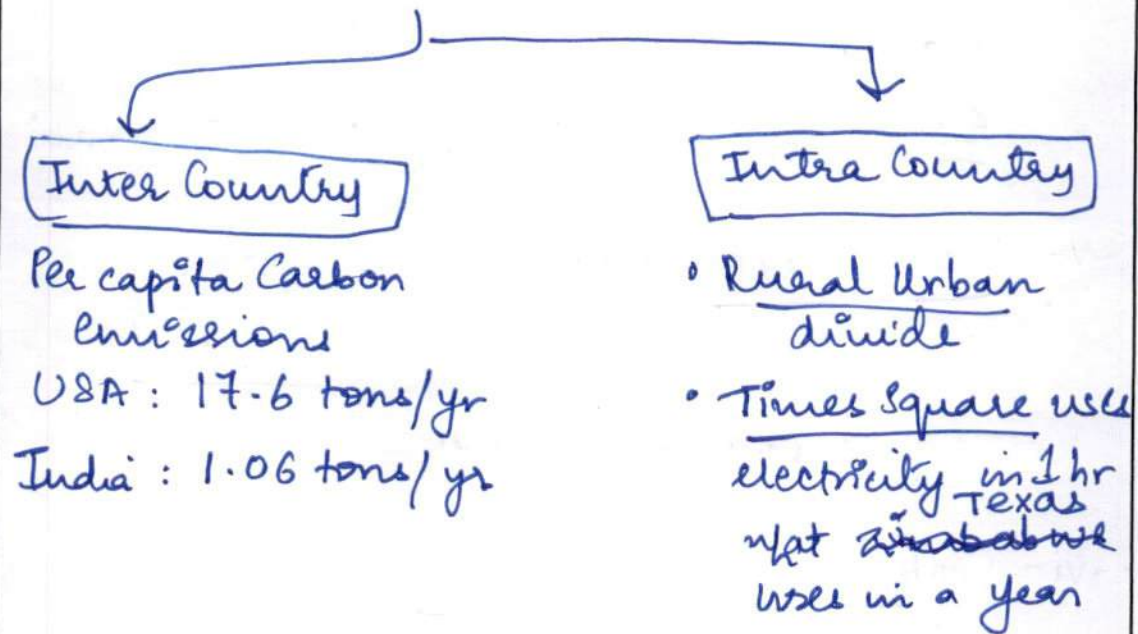 Inter Country
Per capita Carbon
emissions
USA : 17.6 tons/yr
India : 1.06 tons/yr
Intra Country
• Rural Urban
divide
• Times Square uses
electricity in 1 hr
Texas
what Zimbabwe
uses in a year